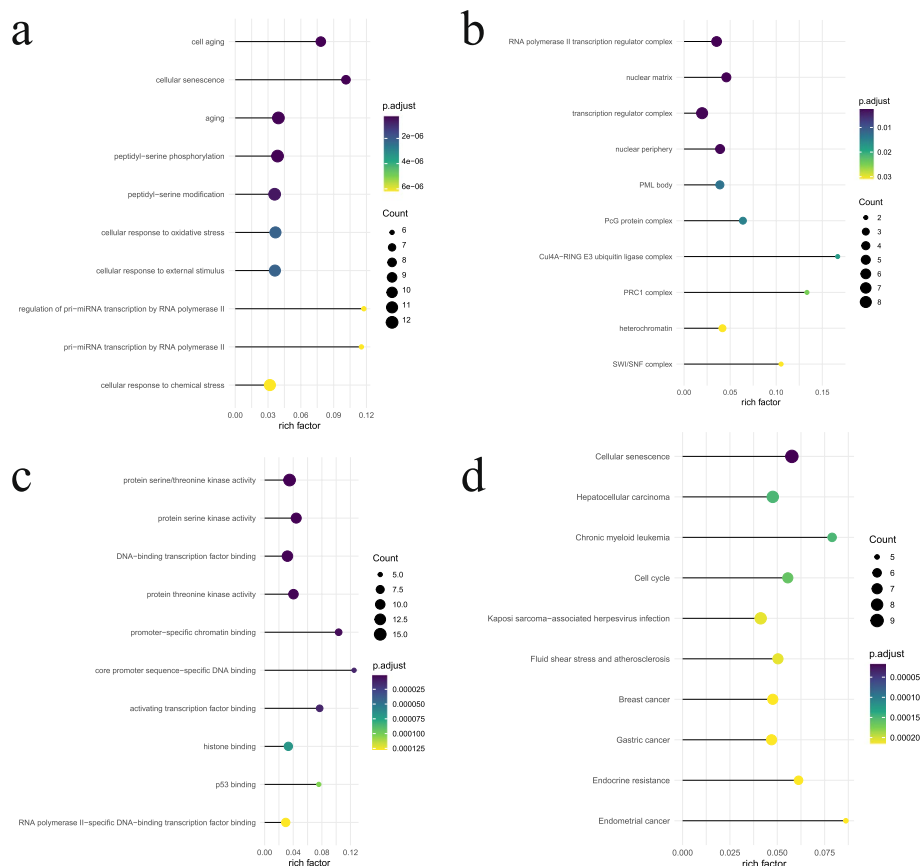 a
cell aging
cellular senescence
aging
peptidyl−serine phosphorylation
peptidyl−serine modification
cellular response to oxidative stress
cellular response to external stimulus
regulation of pri−miRNA transcription by RNA polymerase II
pri−miRNA transcription by RNA polymerase II
cellular response to chemical stress
0.00 0.03 0.06 0.09 0.12
rich factor
p.adjust
2e−06
4e−06
6e−06
Count
6
7
8
9
10
11
12
b
RNA polymerase II transcription regulator complex
nuclear matrix
transcription regulator complex
nuclear periphery
PML body
PcG protein complex
Cul4A−RING E3 ubiquitin ligase complex
PRC1 complex
heterochromatin
SWI/SNF complex
0.00 0.05 0.10 0.15
rich factor
p.adjust
0.01
0.02
0.03
Count
2
3
4
5
6
7
8
c
protein serine/threonine kinase activity
protein serine kinase activity
DNA−binding transcription factor binding
protein threonine kinase activity
promoter−specific chromatin binding
core promoter sequence−specific DNA binding
activating transcription factor binding
histone binding
p53 binding
RNA polymerase II−specific DNA−binding transcription factor binding
0.00 0.04 0.08 0.12
rich factor
Count
5.0
7.5
10.0
12.5
15.0
p.adjust
0.000025
0.000050
0.000075
0.000100
0.000125
d
Cellular senescence
Hepatocellular carcinoma
Chronic myeloid leukemia
Cell cycle
Kaposi sarcoma−associated herpesvirus infection
Fluid shear stress and atherosclerosis
Breast cancer
Gastric cancer
Endocrine resistance
Endometrial cancer
0.000 0.025 0.050 0.075
rich factor
Count
5
6
7
8
9
p.adjust
0.00005
0.00010
0.00015
0.00020